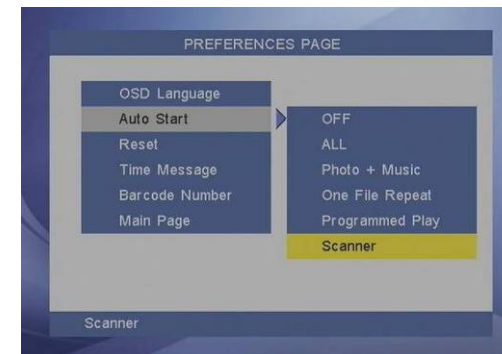 PREFERENCES PAGE
OSD Language
Auto Start
Reset
Time Message
Barcode Number
Main Page
OFF
ALL
Photo + Music
One File Repeat
Programmed Play
Scanner
Scanner